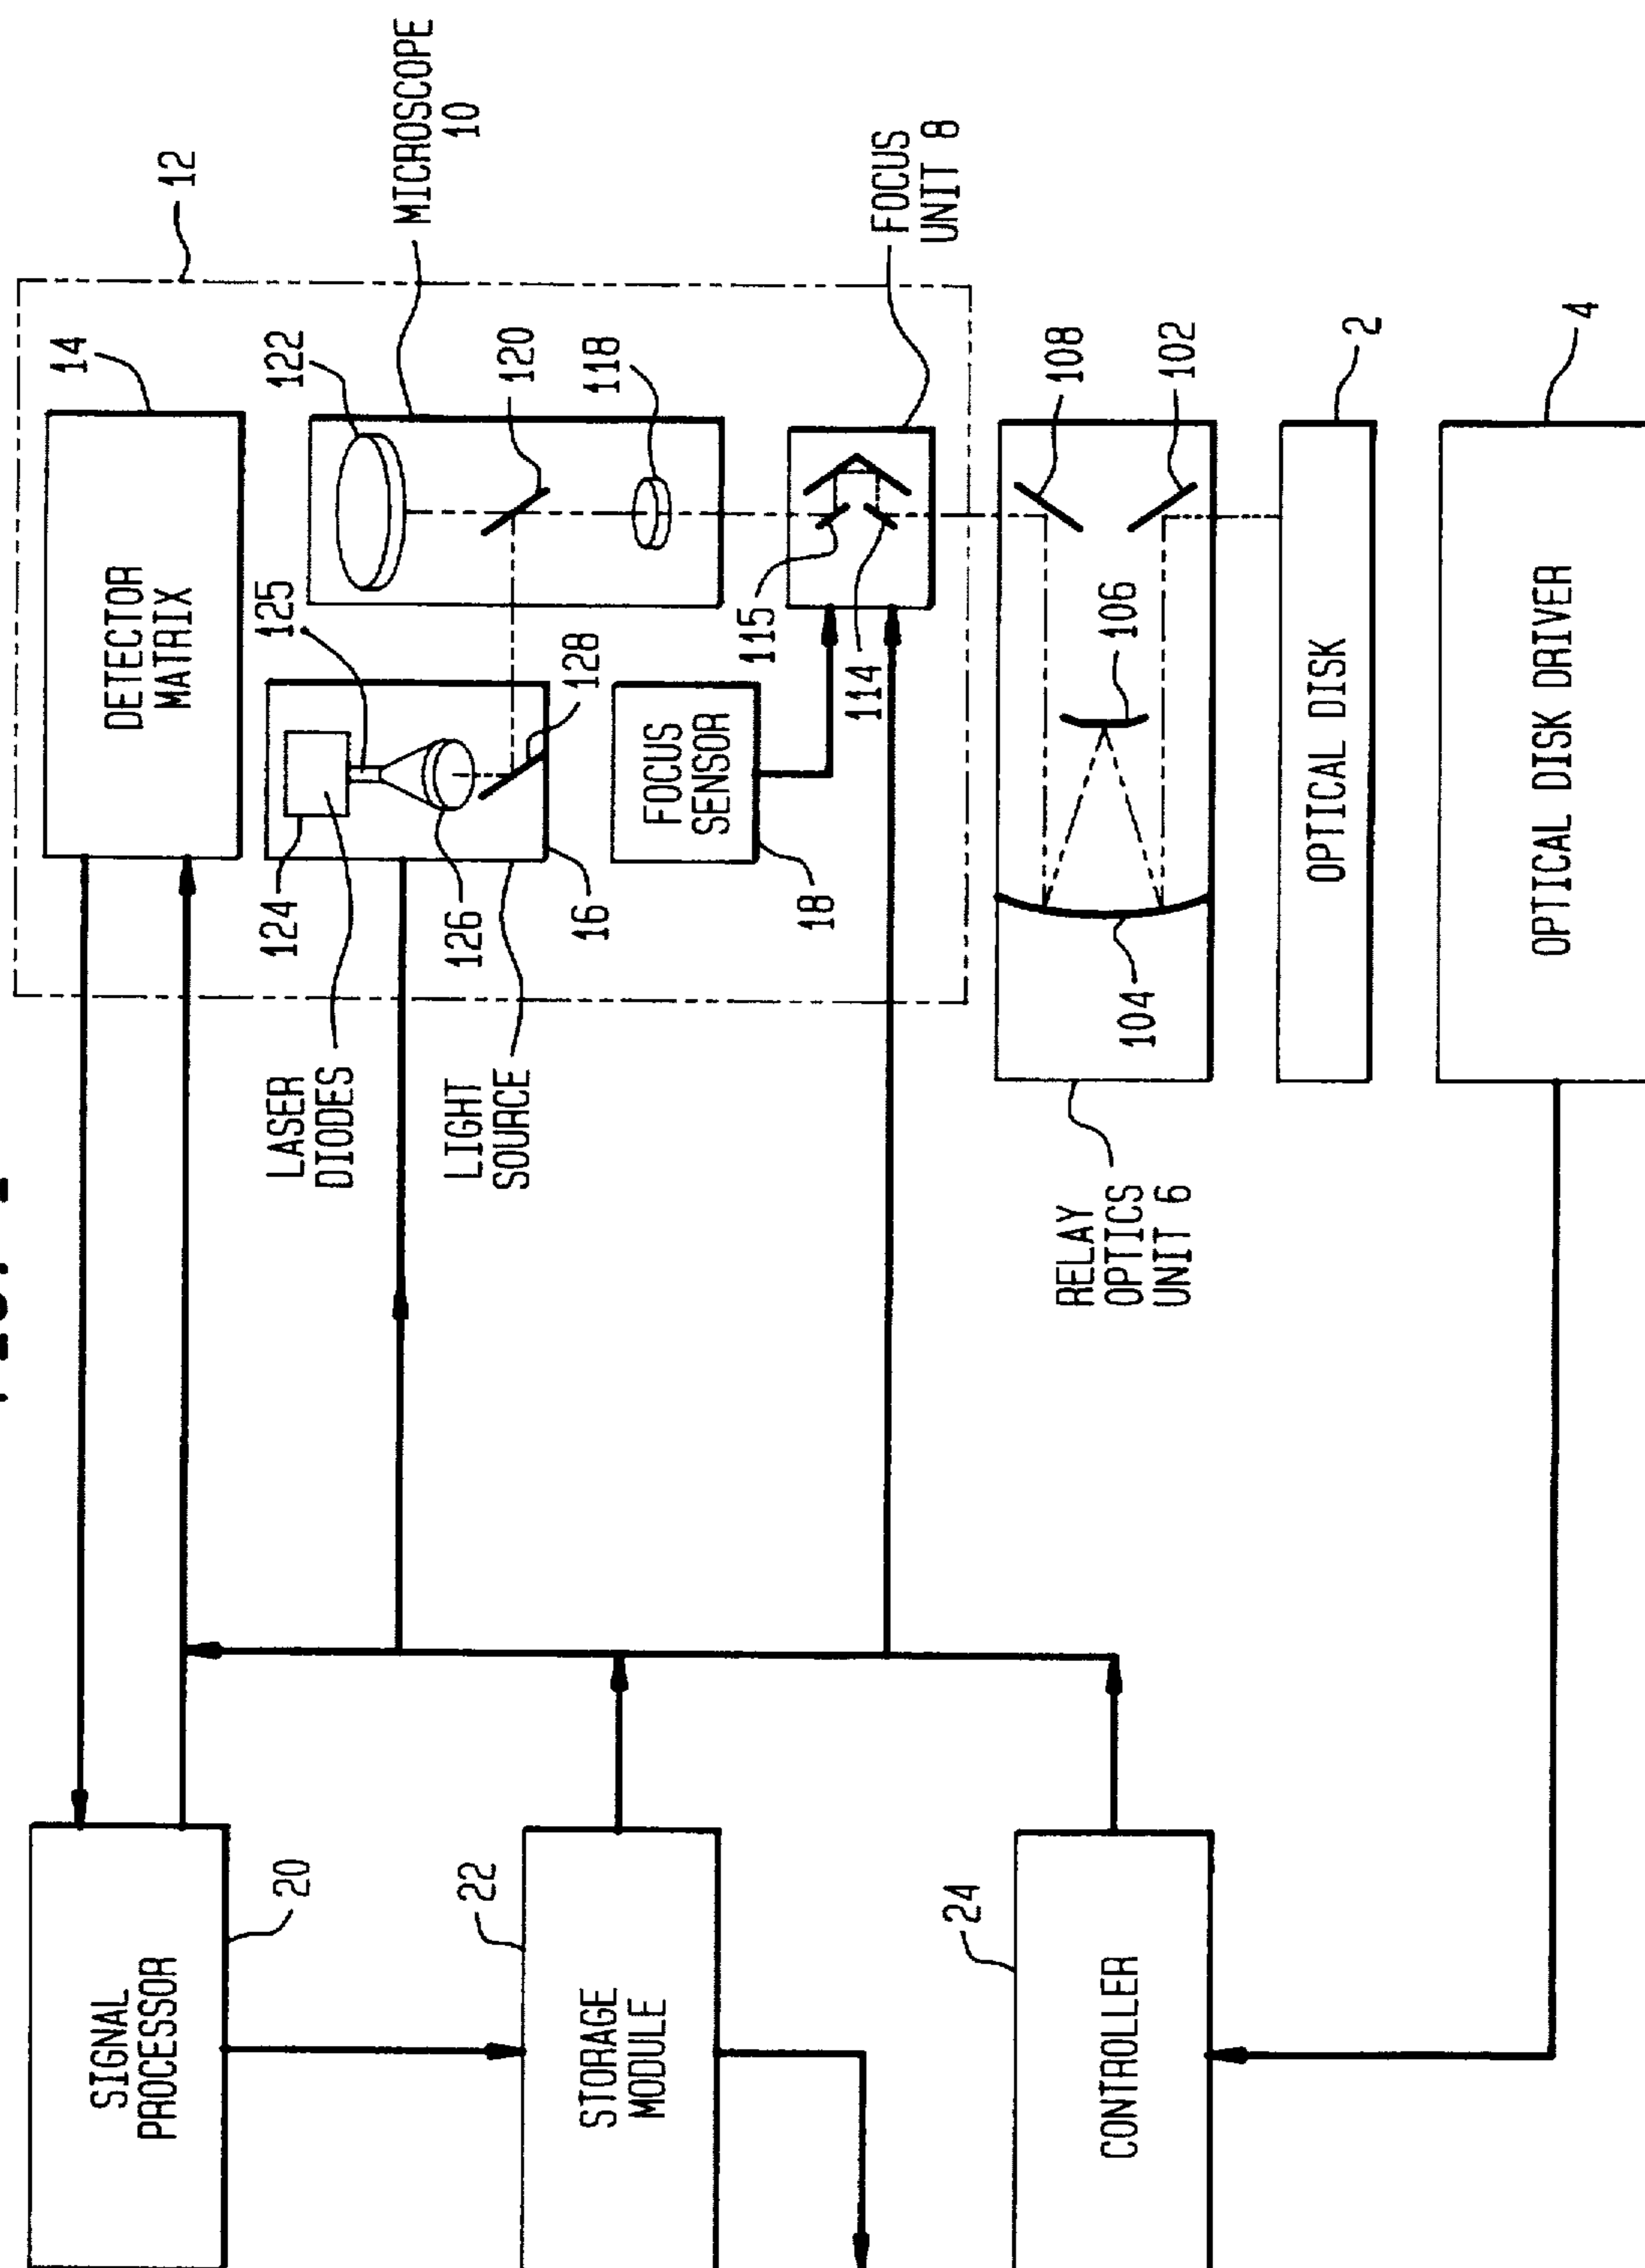 12
14
DETECTOR
MATRIX
MICROSCOPE
10
122
120
118
125
124
126
128
16
LASER
DIODES
LIGHT
SOURCE
FOCUS
SENSOR
18
FOCUS
UNIT 8
115
114
108
102
106
104
RELAY
OPTICS
UNIT 6
2
OPTICAL DISK
4
OPTICAL DISK DRIVER
SIGNAL
PROCESSOR
20
STORAGE
MODULE
22
CONTROLLER
24